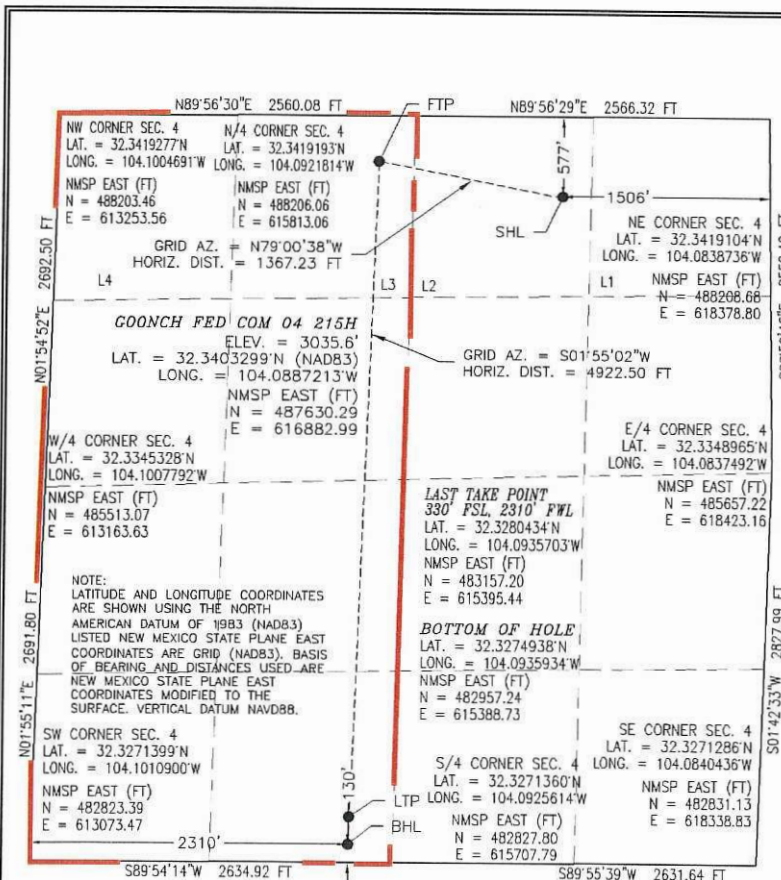 N89°56'30"E 2560.08 FT
FTP
N89°56'29"E 2566.32 FT
NW CORNER SEC. 4
LAT. = 32.3419277'N
LONG. = 104.1004691'W
NMSP EAST (FT)
N = 488203.46
E = 613253.56
N/4 CORNER SEC. 4
LAT. = 32.3419193'N
LONG. = 104.0921814'W
NMSP EAST (FT)
N = 488206.06
E = 615813.06
577'
1506'
SHL
GRID AZ. = N79°00'38"W
HORIZ. DIST. = 1367.23 FT
NE CORNER SEC. 4
LAT. = 32.3419104'N
LONG. = 104.0838736'W
NMSP EAST (FT)
N = 488208.68
E = 618378.80
N01°54'52"E 2692.50 FT
L4
L3
L2
L1
GOONCH FED COM 04 215H
ELEV. = 3035.6'
LAT. = 32.3403299'N (NAD83)
LONG. = 104.0887213'W
NMSP EAST (FT)
N = 487630.29
E = 616882.99
GRID AZ. = S01°55'02"W
HORIZ. DIST. = 4922.50 FT
W/4 CORNER SEC. 4
LAT. = 32.3345328'N
LONG. = 104.1007792'W
NMSP EAST (FT)
N = 485513.07
E = 613163.63
E/4 CORNER SEC. 4
LAT. = 32.3348965'N
LONG. = 104.0837492'W
NMSP EAST (FT)
N = 485657.22
E = 618423.16
LAST TAKE POINT
330' FSL, 2310' FWL
LAT. = 32.3280434'N
LONG. = 104.0935703'W
NMSP EAST (FT)
N = 483157.20
E = 615395.44
NOTE:
LATITUDE AND LONGITUDE COORDINATES
ARE SHOWN USING THE NORTH
AMERICAN DATUM OF 1983 (NAD83)
LISTED NEW MEXICO STATE PLANE EAST
COORDINATES ARE GRID (NAD83). BASIS
OF BEARING AND DISTANCES USED ARE
NEW MEXICO STATE PLANE EAST
COORDINATES MODIFIED TO THE
SURFACE. VERTICAL DATUM NAVD88.
BOTTOM OF HOLE
LAT. = 32.3274938'N
LONG. = 104.0935934'W
NMSP EAST (FT)
N = 482957.24
E = 615388.73
N01°55'11"E 2691.80 FT
S01°42'33"W 2827.99 FT
SW CORNER SEC. 4
LAT. = 32.3271399'N
LONG. = 104.1010900'W
NMSP EAST (FT)
N = 482823.39
E = 613073.47
S/4 CORNER SEC. 4
LAT. = 32.3271360'N
LONG. = 104.0925614'W
NMSP EAST (FT)
N = 482827.80
E = 615707.79
SE CORNER SEC. 4
LAT. = 32.3271286'N
LONG. = 104.0840436'W
NMSP EAST (FT)
N = 482831.13
E = 618338.83
130'
LTP
BHL
2310'
S89°54'14"W 2634.92 FT
S89°55'39"W 2631.64 FT